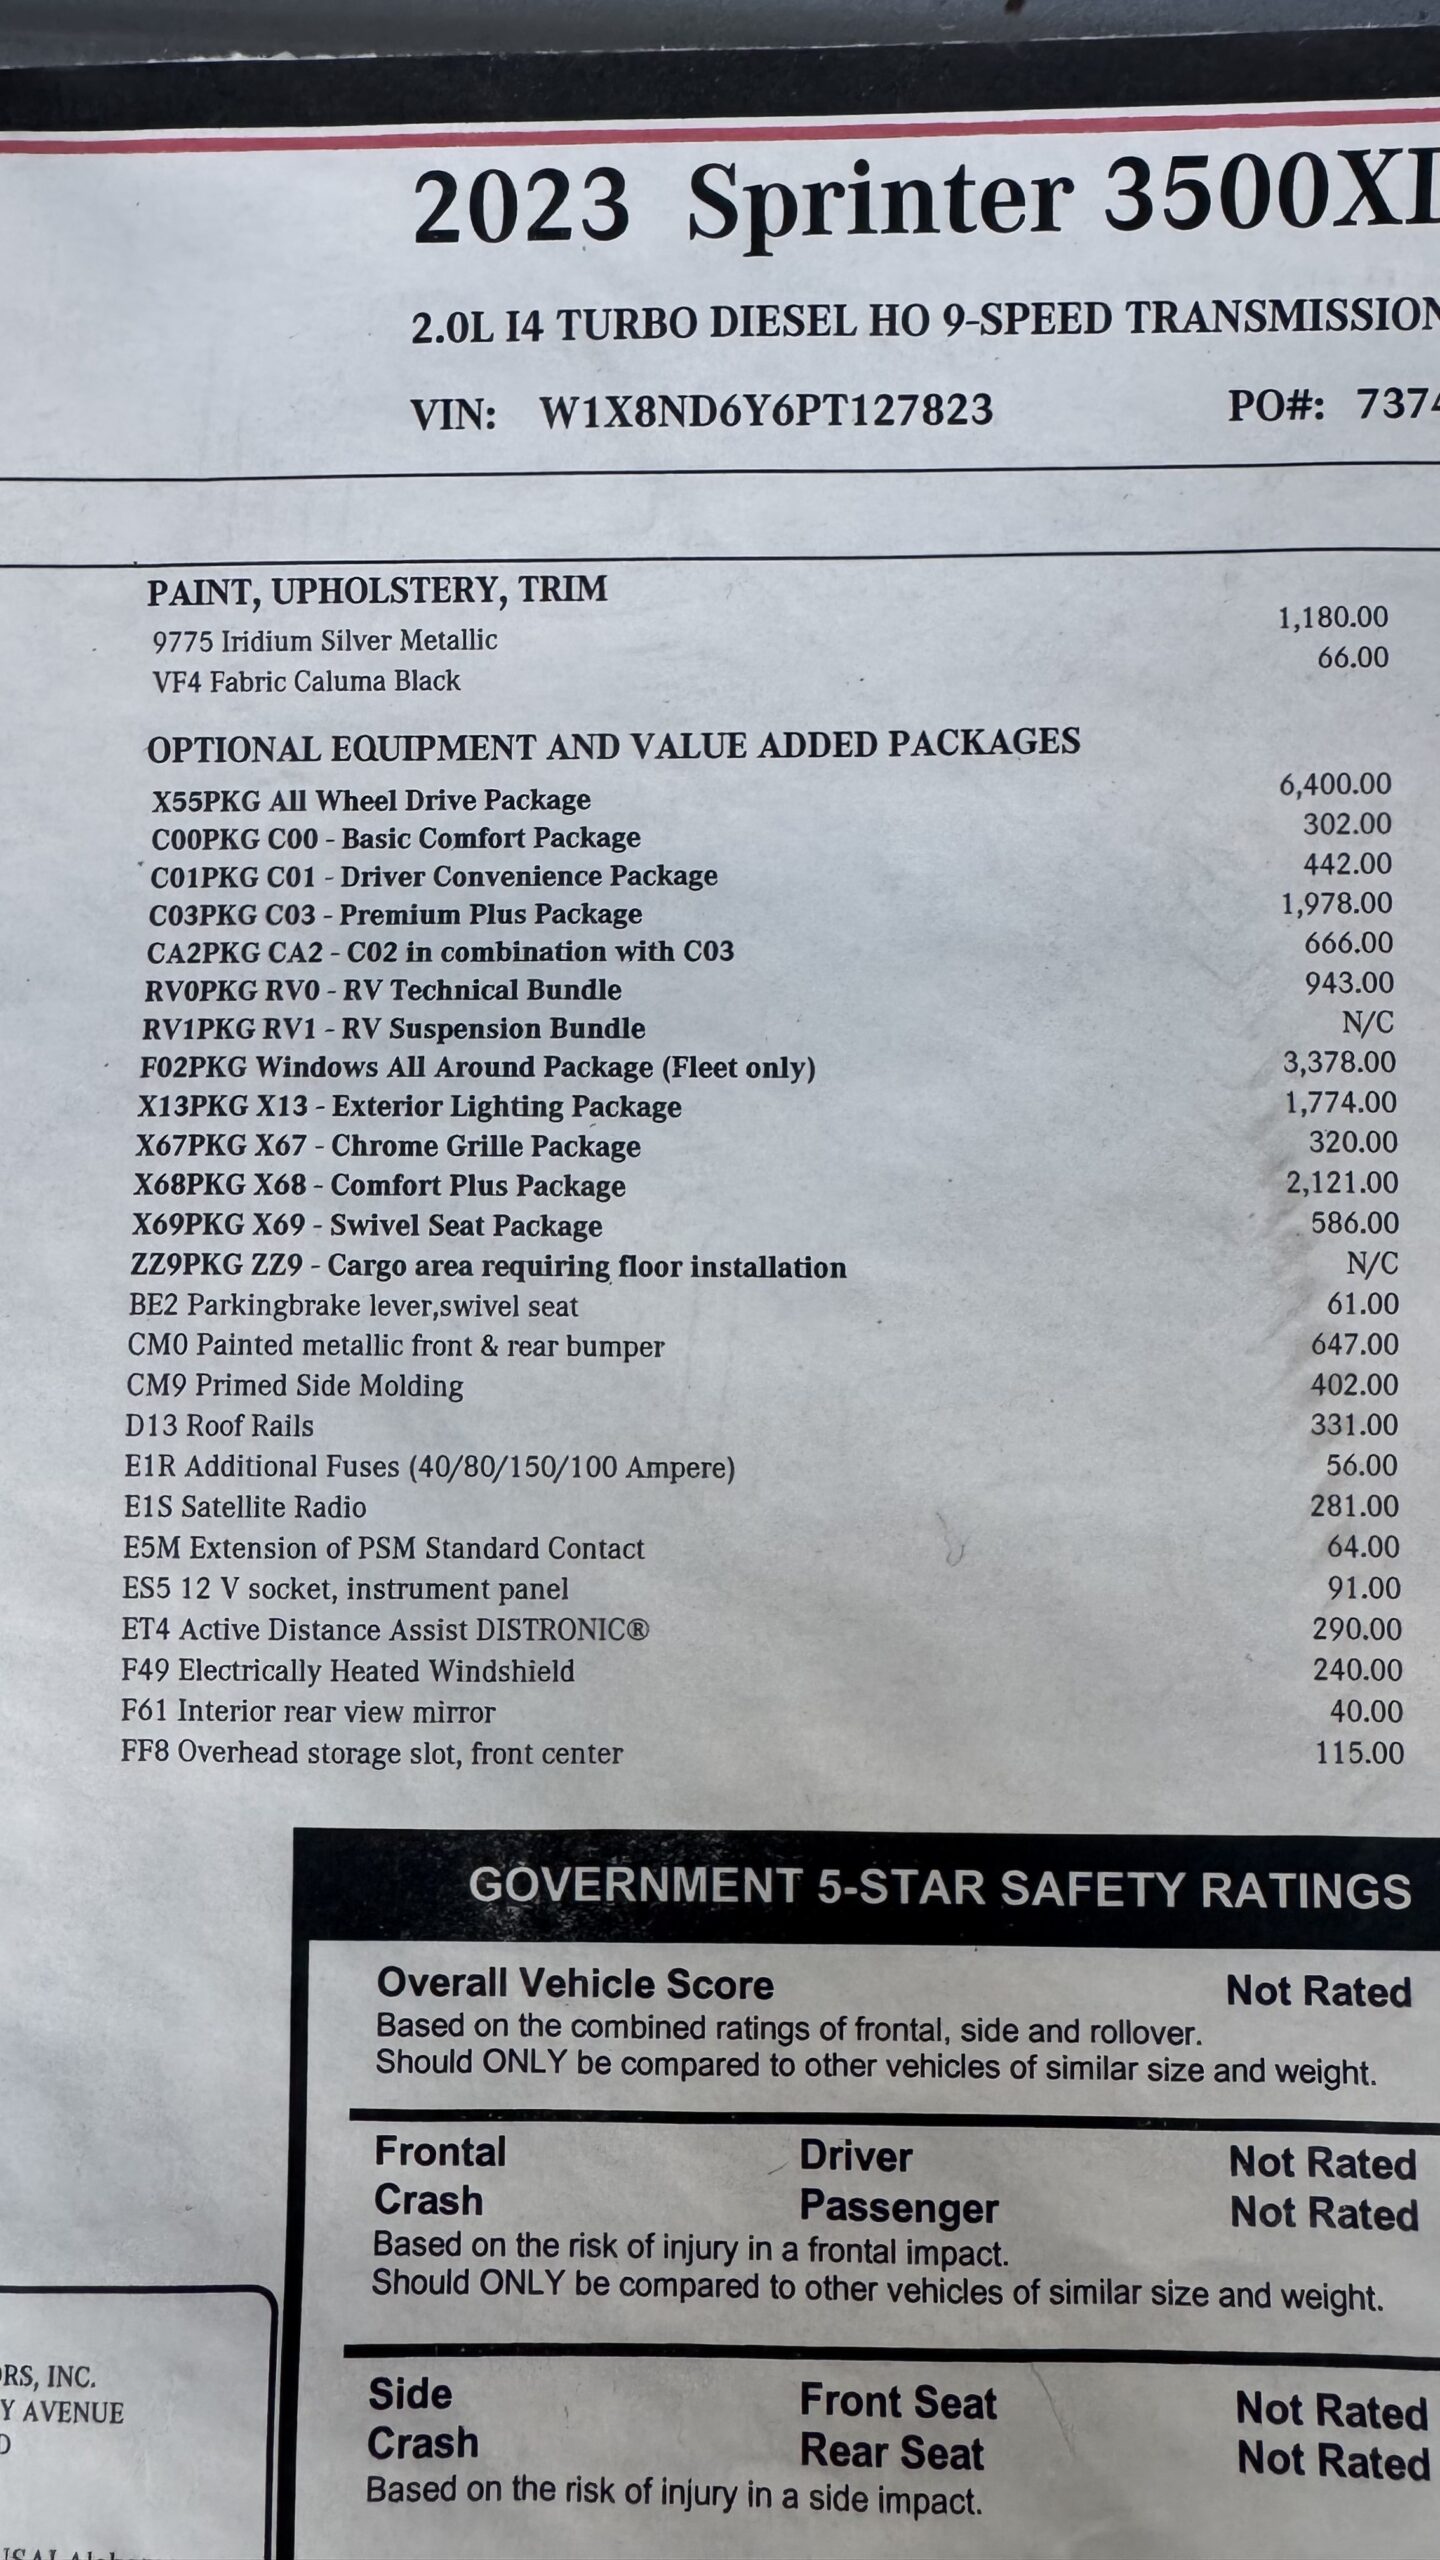 2023 Sprinter 3500
2.0L I4 TURBO DIESEL HO 9-SPEED TRANSMISSION
VIN: W1X8ND6Y6PT127823 PO#: 737
PAINT, UPHOLSTERY, TRIM
9775 Iridium Silver Metallic 1,180.00
VF4 Fabric Caluma Black 66.00
OPTIONAL EQUIPMENT AND VALUE ADDED PACKAGES
X55PKG All Wheel Drive Package 6,400.00
C00PKG C00 - Basic Comfort Package 302.00
C01PKG C01 - Driver Convenience Package 442.00
C03PKG C03 - Premium Plus Package 1,978.00
CA2PKG CA2 - C02 in combination with C03 666.00
RV0PKG RV0 - RV Technical Bundle 943.00
RV1PKG RV1 - RV Suspension Bundle N/C
F02PKG Windows All Around Package (Fleet only) 3,378.00
X13PKG X13 - Exterior Lighting Package 1,774.00
X67PKG X67 - Chrome Grille Package 320.00
X68PKG X68 - Comfort Plus Package 2,121.00
X69PKG X69 - Swivel Seat Package 586.00
ZZ9PKG ZZ9 - Cargo area requiring floor installation N/C
BE2 Parkingbrake lever,swivel seat 61.00
CM0 Painted metallic front & rear bumper 647.00
CM9 Primed Side Molding 402.00
D13 Roof Rails 331.00
E1R Additional Fuses (40/80/150/100 Ampere) 56.00
E1S Satellite Radio 281.00
E5M Extension of PSM Standard Contact 64.00
ES5 12 V socket, instrument panel 91.00
ET4 Active Distance Assist DISTRONIC® 290.00
F49 Electrically Heated Windshield 240.00
F61 Interior rear view mirror 40.00
FF8 Overhead storage slot, front center 115.00
GOVERNMENT 5-STAR SAFETY RATINGS
Overall Vehicle Score Not Rated
Based on the combined ratings of frontal, side and rollover.
Should ONLY be compared to other vehicles of similar size and weight.
Frontal Driver Not Rated
Crash Passenger Not Rated
Based on the risk of injury in a frontal impact.
Should ONLY be compared to other vehicles of similar size and weight.
Side Front Seat Not Rated
Crash Rear Seat Not Rated
Based on the risk of injury in a side impact.
RS, INC.
Y AVENUE